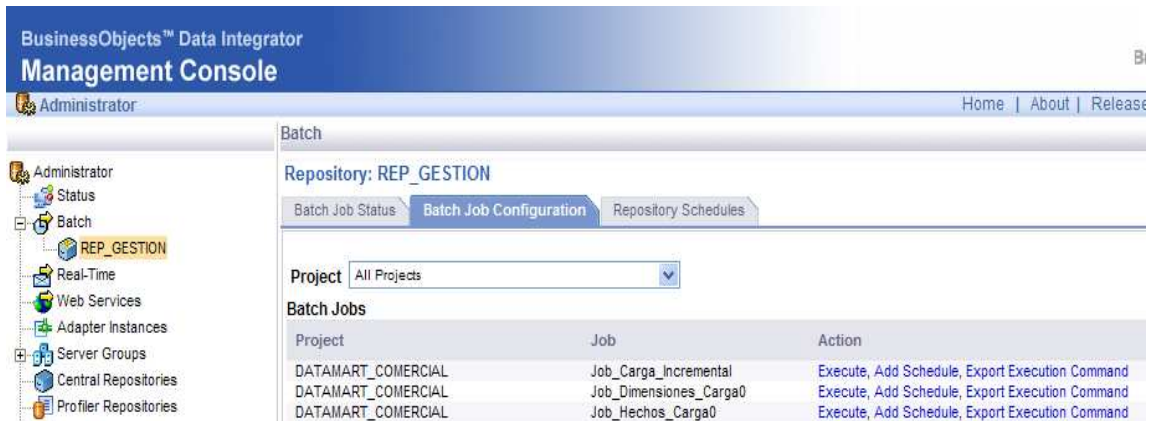 BusinessObjects™ Data Integrator
Management Console
Administrator
Home | About | Release
Batch
Administrator
Status
Batch
REP_GESTION
Real-Time
Web Services
Adapter Instances
Server Groups
Central Repositories
Profiler Repositories
Repository: REP_GESTION
Batch Job Status Batch Job Configuration Repository Schedules
Project All Projects
Batch Jobs
Project Job Action
DATAMART_COMERCIAL Job_Carga_Incremental Execute, Add Schedule, Export Execution Command
DATAMART_COMERCIAL Job_Dimensiones_Carga0 Execute, Add Schedule, Export Execution Command
DATAMART_COMERCIAL Job_Hechos_Carga0 Execute, Add Schedule, Export Execution Command